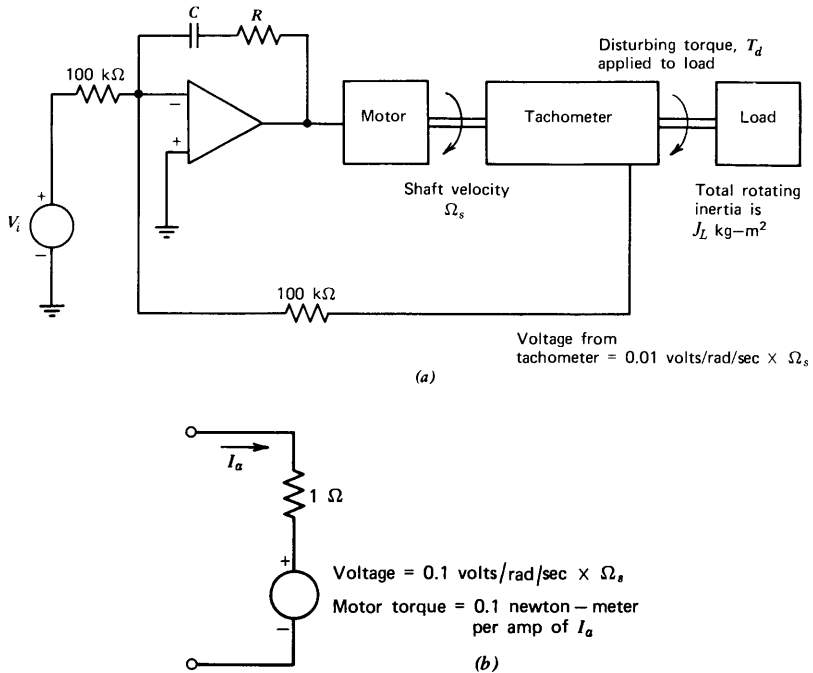 C
R
100 kΩ
Disturbing torque, T_d
applied to load
−
+
Motor
Tachometer
Load
V_i
+
−
Shaft velocity
Ω_s
Total rotating
inertia is
J_L kg–m²
100 kΩ
Voltage from
tachometer = 0.01 volts/rad/sec × Ω_s
(a)
I_a
1 Ω
+
−
Voltage = 0.1 volts/rad/sec × Ω_s
Motor torque = 0.1 newton – meter
per amp of I_a
(b)